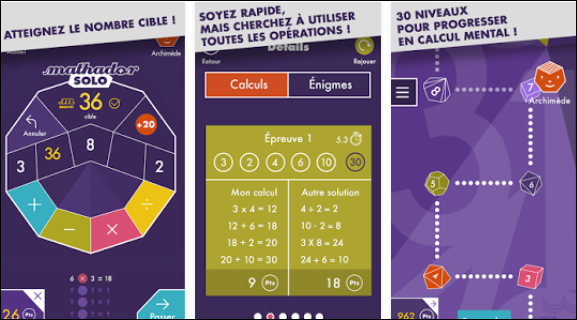 ATTEIGNEZ LE NOMBRE CIBLE !
Archimède
mathador
SOLO
36
cible
Annuler
+20
36
8
3
2
+
−
×
÷
6 × 3 = 18
26 Pts
Passer
SOYEZ RAPIDE,
MAIS CHERCHEZ À UTILISER
TOUTES LES OPÉRATIONS !
Détails
Retour
Rejouer
Calculs
Énigmes
Épreuve 1
5.3
3 2 4 6 10 30
Mon calcul
3 x 4 = 12
12 + 6 = 18
18 + 2 = 20
20 + 10 = 30
9 Pts
Autre solution
4 ÷ 2 = 2
10 - 2 = 8
3 X 8 = 24
24 + 6 = 30
18 Pts
30 NIVEAUX
POUR PROGRESSER
EN CALCUL MENTAL !
8
7
Archimède
5
6
4
3
962 Pts